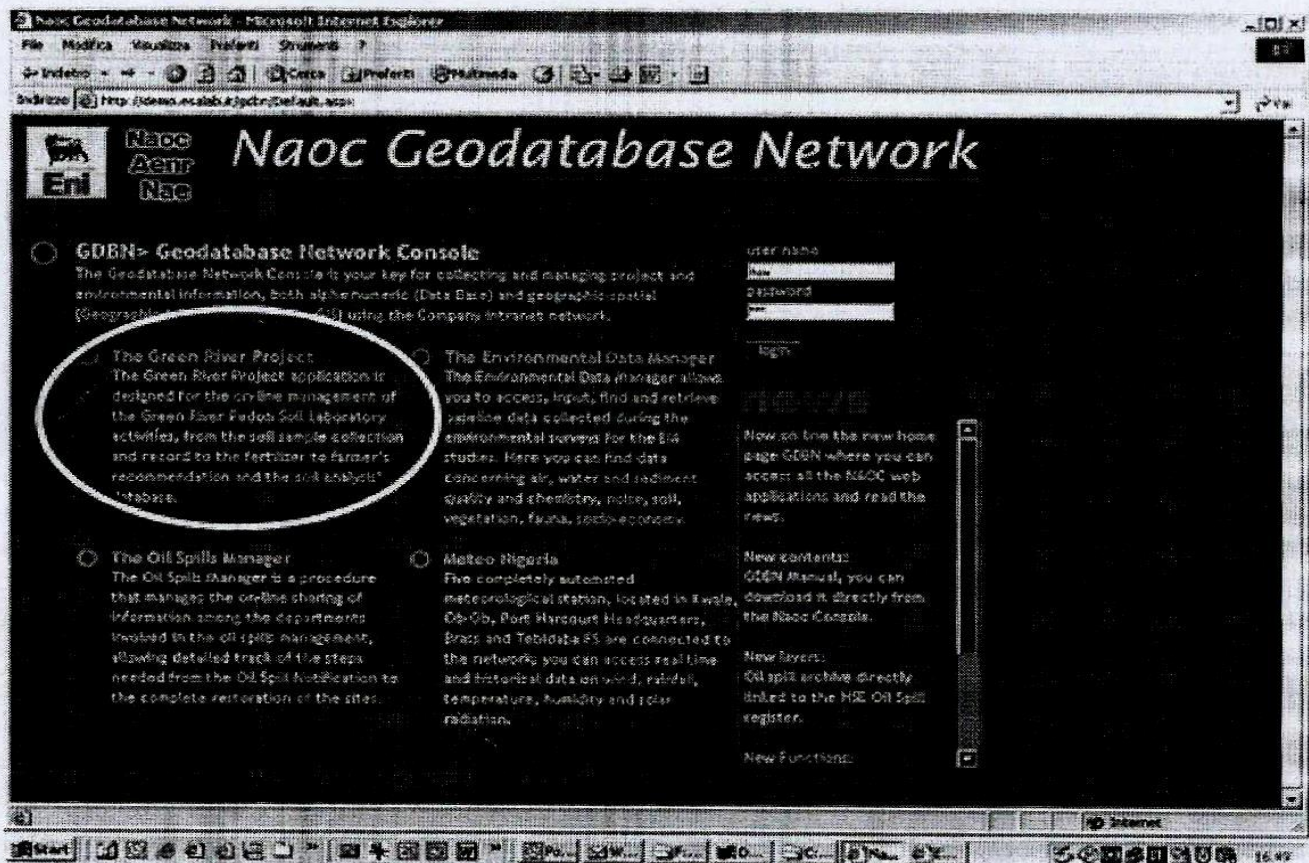 Naoc Geodatabase Network - Microsoft Internet Explorer
File Modifica Visualizza Preferiti Strumenti ?
Indietro Cerca Preferiti Multimedia
Indirizzo
Eni
Naoc
Aenr
Nac
Naoc Geodatabase Network
GDBN> Geodatabase Network Console
The Geodatabase Network Console is your key for collecting and managing project and
environmental information, both alphanumeric (Data Base) and geographic spatial
(Geographic GIS) using the Company intranet network.
The Green River Project
The Green River Project application is
designed for the on-line management of
the Green River Pedon Soil Laboratory
activities, from the soil sample collection
and record to the fertilizer to farmer's
recommendation and the soil analysis'
database.
The Environmental Data Manager
The Environmental Data Manager allows
you to access, input, find and retrieve
baseline data collected during the
environmental surveys for the EIA
studies. Here you can find data
concerning air, water and sediment
quality and chemistry, noise, soil,
vegetation, fauna, socio-economy.
The Oil Spills Manager
The Oil Spills Manager is a procedure
that manages the on-line sharing of
information among the departments
involved in the oil spills management,
allowing detailed track of the steps
needed from the Oil Spill Notification to
the complete restoration of the sites.
Meteo Nigeria
Five completely automated
meteorological station, located in Kwale,
Ob-Ob, Port Harcourt Headquarters,
Brass and Tebidaba FS are connected to
the network; you can access real time
and historical data on wind, rainfall,
temperature, humidity and solar
radiation.
user name
password
login
news
Now on line the new home
page GDBN where you can
access all the NAOC web
applications and read the
news.
New contents:
GDBN Manual, you can
download it directly from
the Naoc Console.
New layers:
Oil spill archive directly
linked to the HSE Oil Spill
register.
New Functions:
Internet
Start